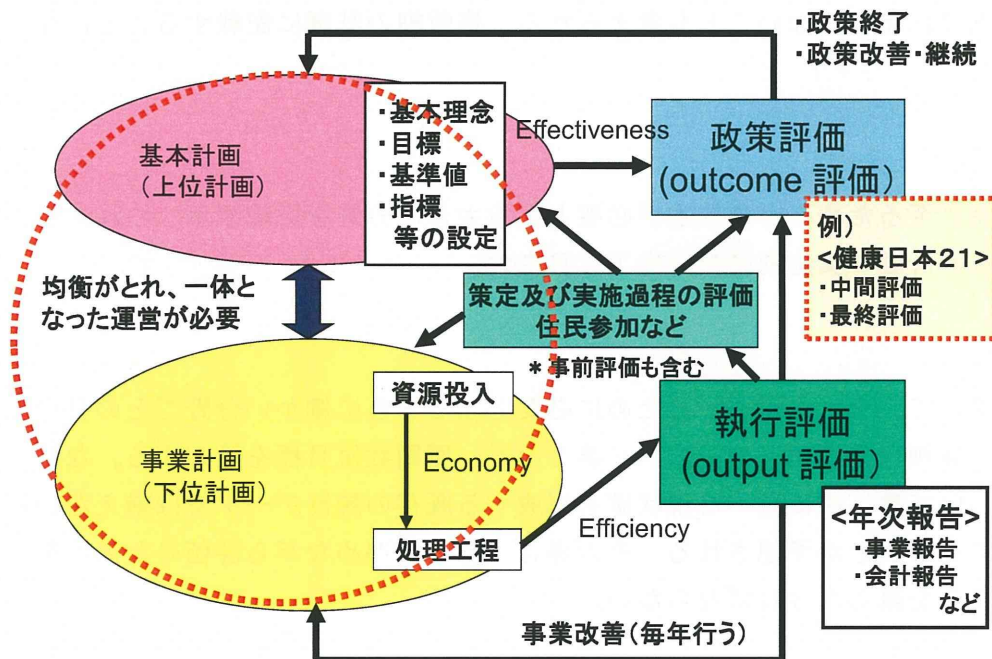 ・政策終了
・政策改善・継続
基本計画
（上位計画）
・基本理念
・目標
・基準値
・指標
等の設定
Effectiveness
政策評価
(outcome 評価）
例）
<健康日本21>
・中間評価
・最終評価
均衡がとれ、一体と
なった運営が必要
策定及び実施過程の評価
住民参加など
＊事前評価も含む
事業計画
（下位計画）
資源投入
Economy
処理工程
Efficiency
執行評価
(output 評価）
<年次報告>
・事業報告
・会計報告
など
事業改善（毎年行う）